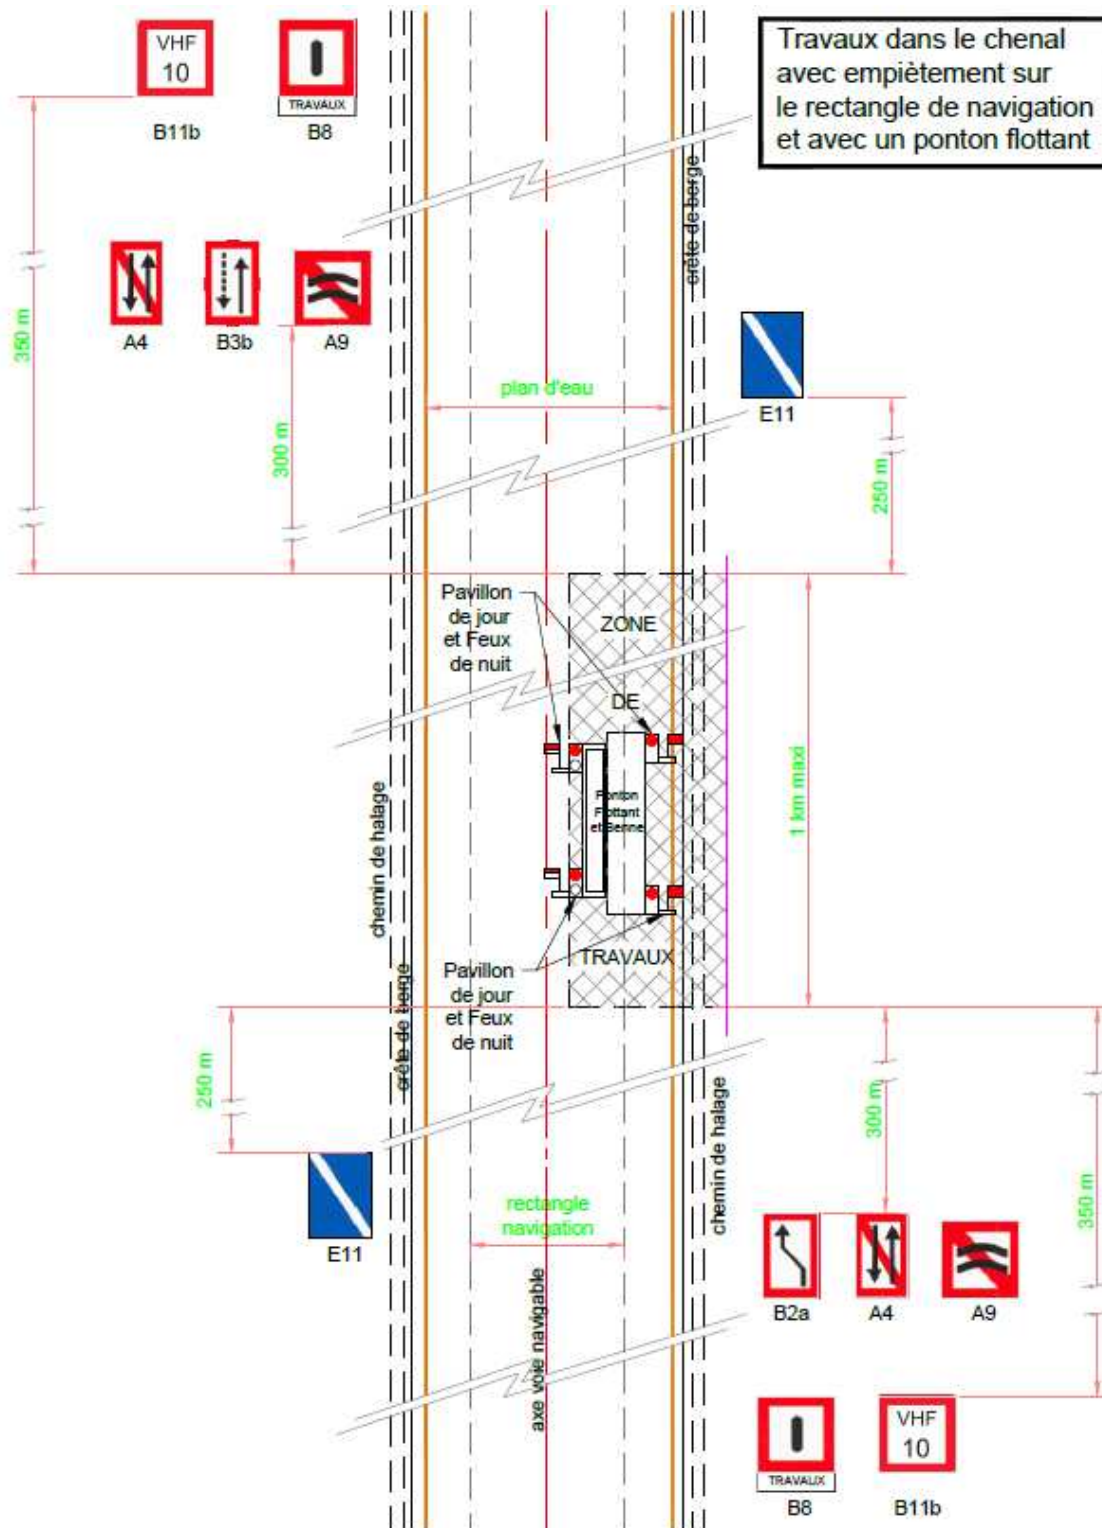 Travaux dans le chenal
avec empiètement sur
le rectangle de navigation
et avec un ponton flottant
VHF
10
B11b
TRAVAUX
B8
350 m
A4
B3b
A9
300 m
crête de berge
plan d'eau
E11
250 m
Pavillon
de jour
et Feux
de nuit
ZONE
DE
TRAVAUX
Ponton
Flottant
et Benne
1 km maxi
chemin de halage
crête de berge
Pavillon
de jour
et Feux
de nuit
250 m
E11
rectangle
navigation
axe voie navigable
chemin de halage
300 m
350 m
B2a
A4
A9
TRAVAUX
B8
VHF
10
B11b